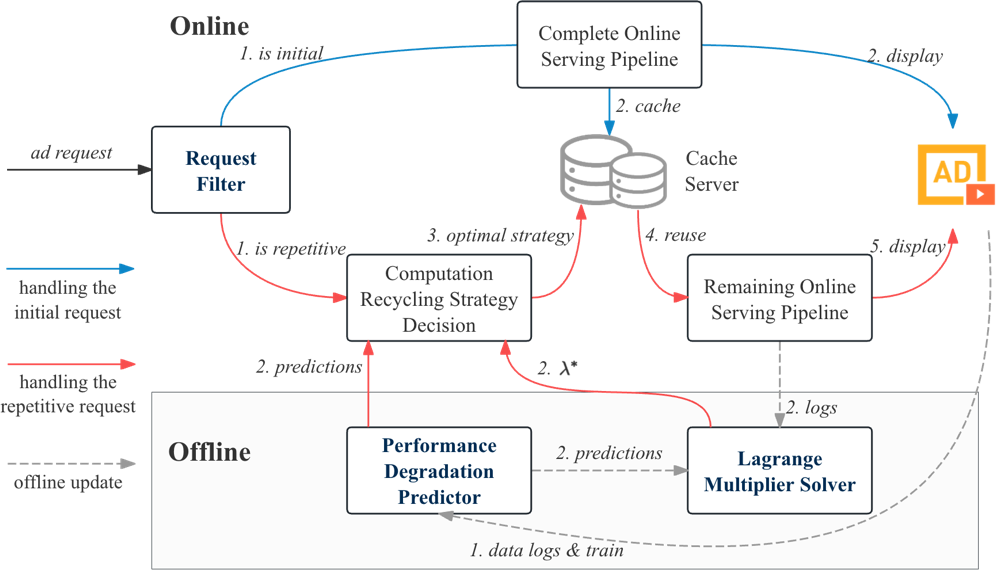 Online
1. is initial
Complete Online
Serving Pipeline
2. display
2. cache
ad request
Request
Filter
Cache
Server
AD
1. is repetitive
3. optimal strategy
4. reuse
5. display
handling the
initial request
Computation
Recycling Strategy
Decision
Remaining Online
Serving Pipeline
handling the
repetitive request
2. predictions
2. λ*
2. logs
Offline
offline update
Performance
Degradation
Predictor
2. predictions
Lagrange
Multiplier Solver
1. data logs & train